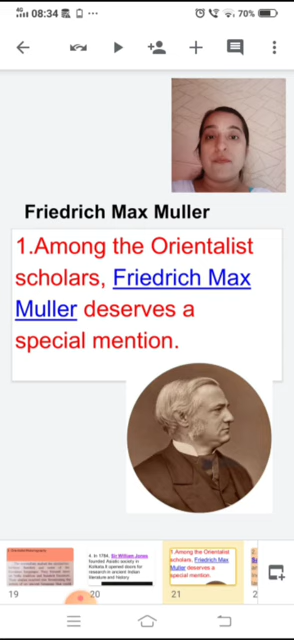 4G 08:34 70%
Friedrich Max Muller
1.Among the Orientalist
scholars, Friedrich Max
Muller deserves a
special mention.
4. In 1784, Sir William Jones
founded Asiatic society in
Kolkata.It opened doors for
research in ancient Indian
literature and history
1.Among the Orientalist
scholars, Friedrich Max
Muller deserves a
special mention.
19 20 21 2